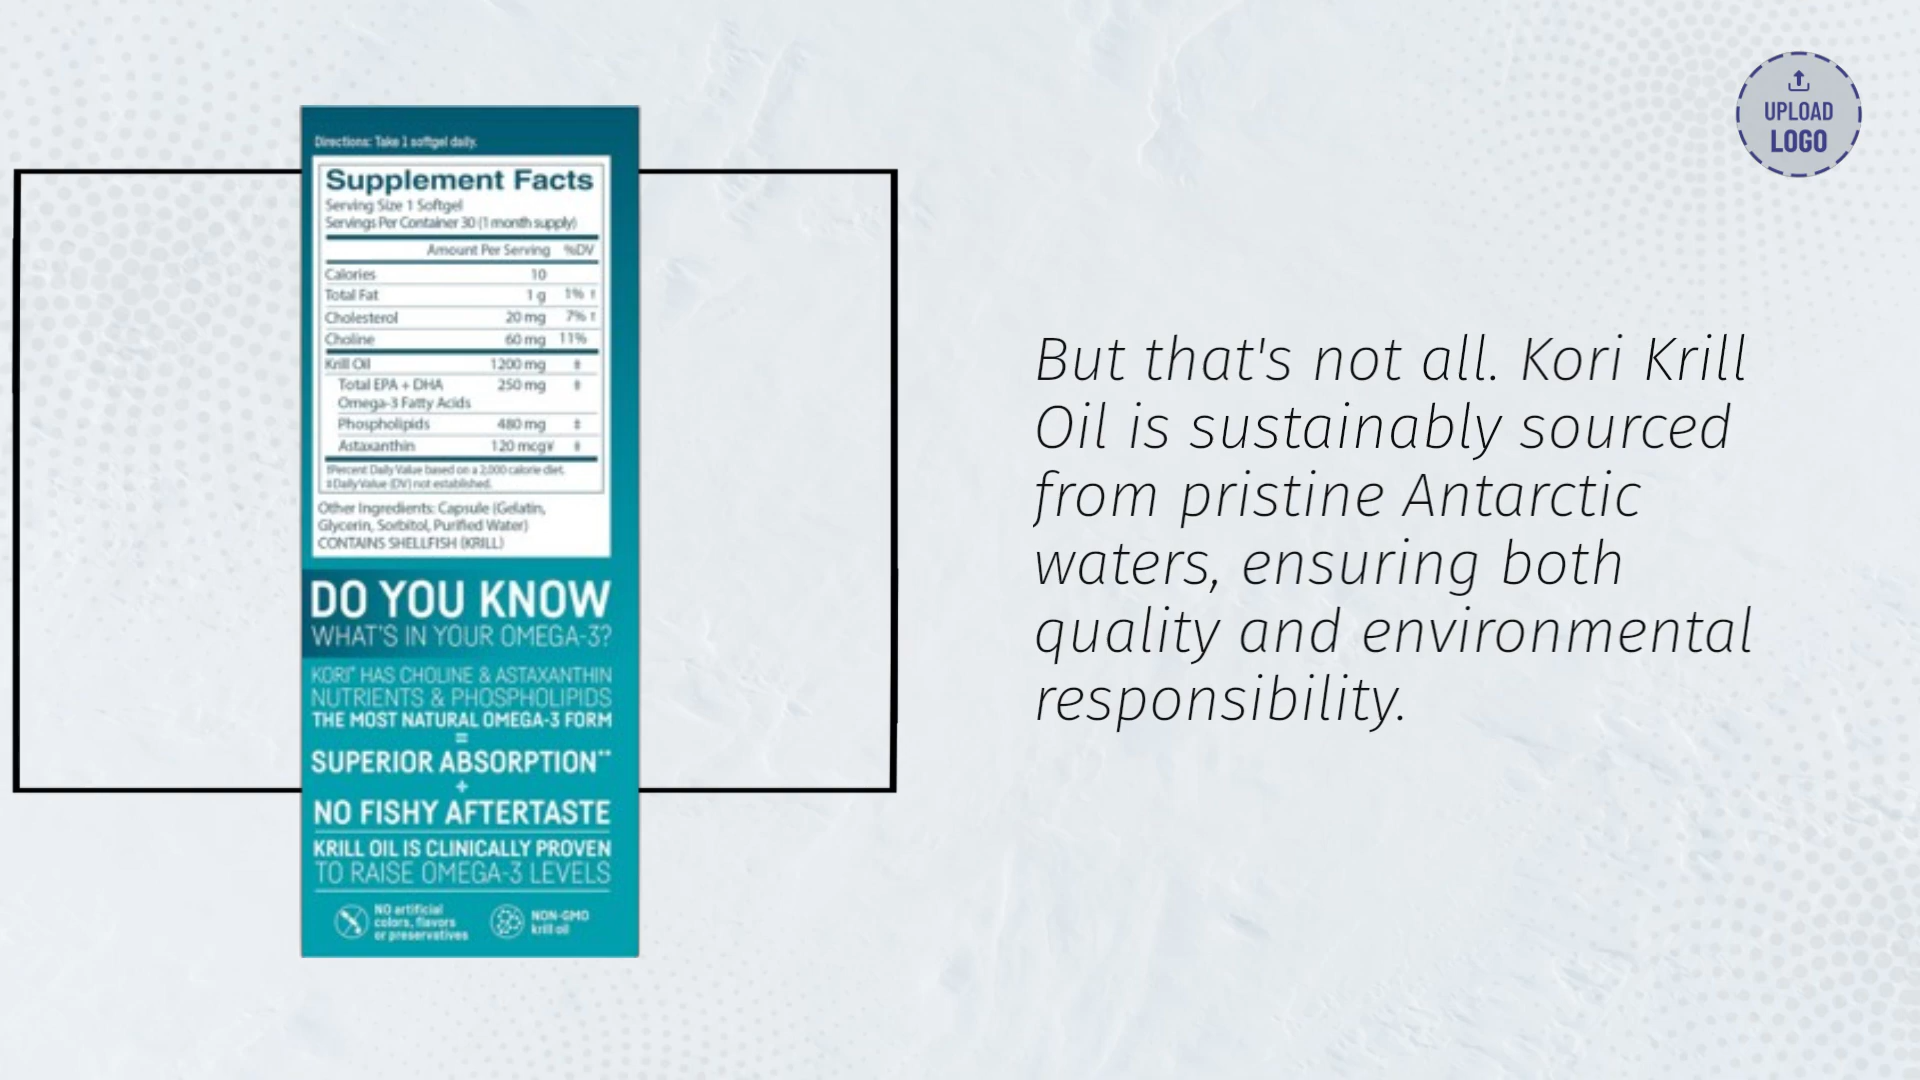 Directions: Take 1 softgel daily.
Supplement Facts
Serving Size 1 Softgel
Servings Per Container 30 (1 month supply)
Amount Per Serving %DV
Calories 10
Total Fat 1 g 1% †
Cholesterol 20 mg 7% †
Choline 60 mg 11%
Krill Oil 1200 mg ‡
Total EPA + DHA 250 mg ‡
Omega-3 Fatty Acids
Phospholipids 480 mg ‡
Astaxanthin 120 mcg¥ ‡
†Percent Daily Value based on a 2,000 calorie diet.
‡Daily Value (DV) not established.
Other Ingredients: Capsule (Gelatin,
Glycerin, Sorbitol, Purified Water)
CONTAINS SHELLFISH (KRILL)
DO YOU KNOW
WHAT'S IN YOUR OMEGA-3?
KORI® HAS CHOLINE & ASTAXANTHIN
NUTRIENTS & PHOSPHOLIPIDS
THE MOST NATURAL OMEGA-3 FORM
=
SUPERIOR ABSORPTION**
+
NO FISHY AFTERTASTE
KRILL OIL IS CLINICALLY PROVEN
TO RAISE OMEGA-3 LEVELS
NO artificial
colors, flavors
or preservatives
NON-GMO
krill oil
UPLOAD
LOGO
But that's not all. Kori Krill
Oil is sustainably sourced
from pristine Antarctic
waters, ensuring both
quality and environmental
responsibility.